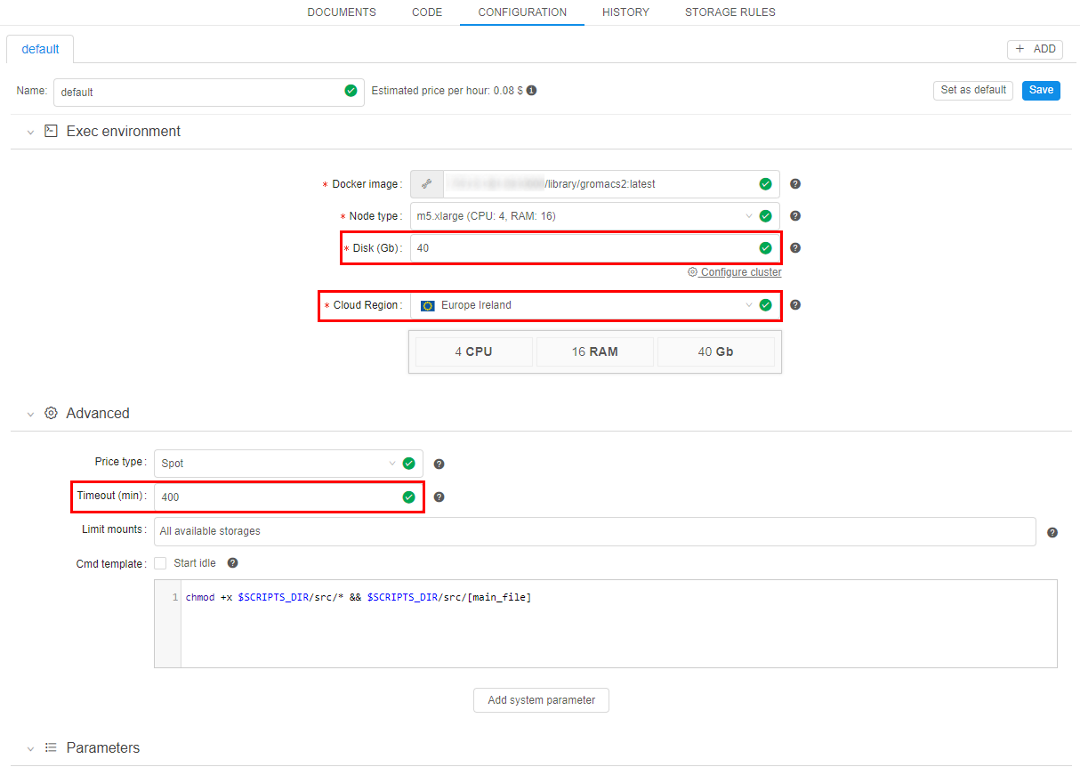 DOCUMENTS CODE CONFIGURATION HISTORY STORAGE RULES
default + ADD
Name: default Estimated price per hour: 0.08 $ Set as default Save
Exec environment
* Docker image: /library/gromacs2:latest
* Node type: m5.xlarge (CPU: 4, RAM: 16)
* Disk (Gb): 40
Configure cluster
* Cloud Region: Europe Ireland
4 CPU 16 RAM 40 Gb
Advanced
Price type: Spot
Timeout (min): 400
Limit mounts: All available storages
Cmd template: Start idle
1 chmod +x $SCRIPTS_DIR/src/* && $SCRIPTS_DIR/src/[main_file]
Add system parameter
Parameters